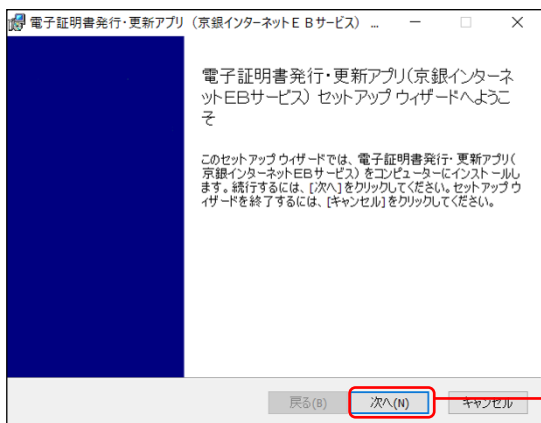 電子証明書発行・更新アプリ (京銀インターネットＥＢサービス) ...
電子証明書発行・更新アプリ(京銀インターネ
ットEBサービス) セットアップ ウィザードへようこ
そ
このセットアップ ウィザードでは、電子証明書発行・更新アプリ(
京銀インターネットEBサービス) をコンピューターにインストールし
ます。続行するには、[次へ] をクリックしてください。セットアップ ウ
ィザードを終了するには、[キャンセル] をクリックしてください。
戻る(B) 次へ(N) キャンセル